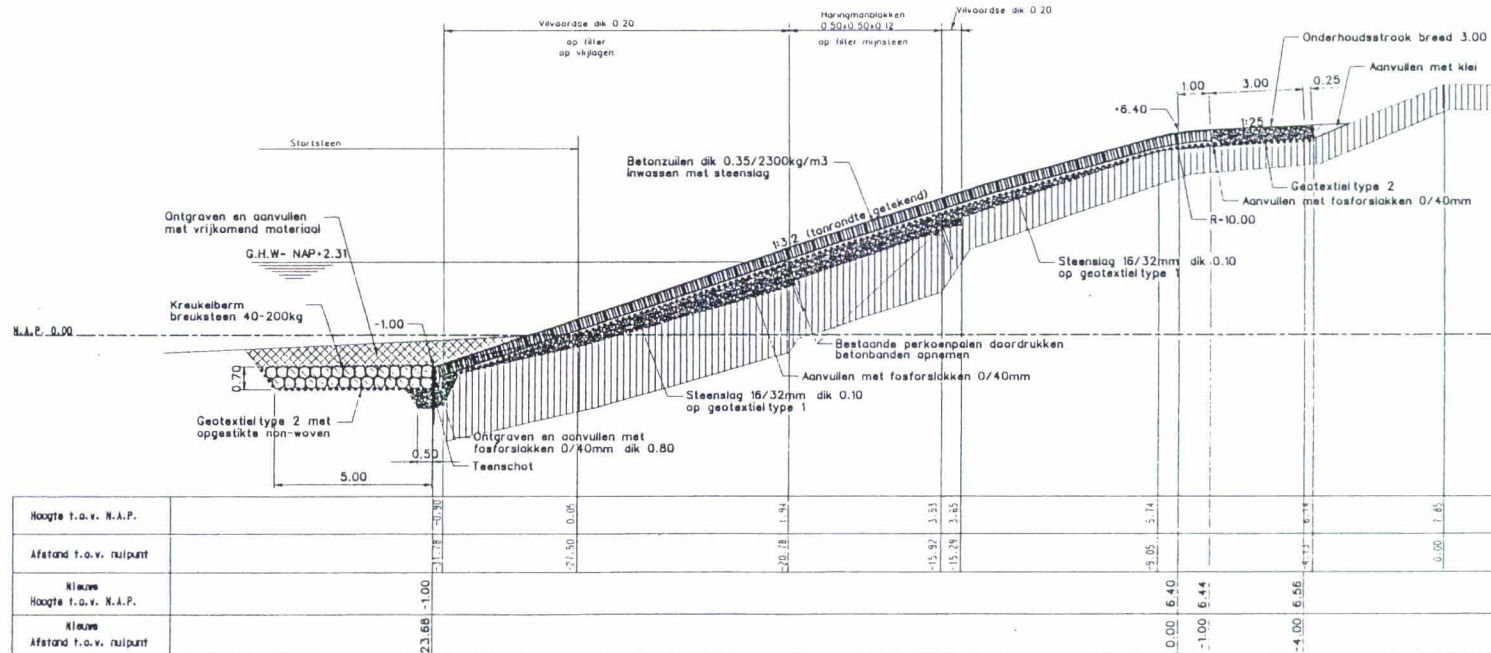 Vilvoordse dik 0.20
op filler
op vlijlagen
Haringmanblokken
0.50x0.50x0.12
op filler mijnsteen
Vilvoordse dik 0.20
Onderhoudsstrook breed 3.00
Aanvullen met klei
1.00
3.00
0.25
+6.40
1:25
Stortsteen
Betonzuilen dik 0.35/2300kg/m3
Inwassen met steenslag
Geotextiel type 2
Aanvullen met fosforslakken 0/40mm
R=10.00
Ontgraven en aanvullen
met vrijkomend materiaal
1:3,2 (tonrondte getekend)
G.H.W= NAP+2.31
Steenslag 16/32mm dik 0.10
op geotextiel type 1
Kreukelberm
breuksteen 40-200kg
-1.00
N.A.P. 0.00
Bestaande perkoenpalen doordrukken
betonbanden opnemen
0.70
Aanvullen met fosforslakken 0/40mm
Steenslag 16/32mm dik 0.10
op geotextiel type 1
Geotextiel type 2 met
opgestikte non-woven
Ontgraven en aanvullen met
fosforslakken 0/40mm dik 0.80
0.50
Teenschot
5.00
Hoogte t.o.v. N.A.P. -0.90 0.05 1.94 3.53 3.65 5.74 6.14 7.85
Afstand t.o.v. nulpunt -31.78 -27.50 -20.78 -15.92 -15.29 -9.05 -4.13 0.00
Nieuwe
Hoogte t.o.v. N.A.P. -1.00 6.40 6.44 6.56
Nieuwe
Afstand t.o.v. nulpunt 23.68 0.00 -1.00 -4.00